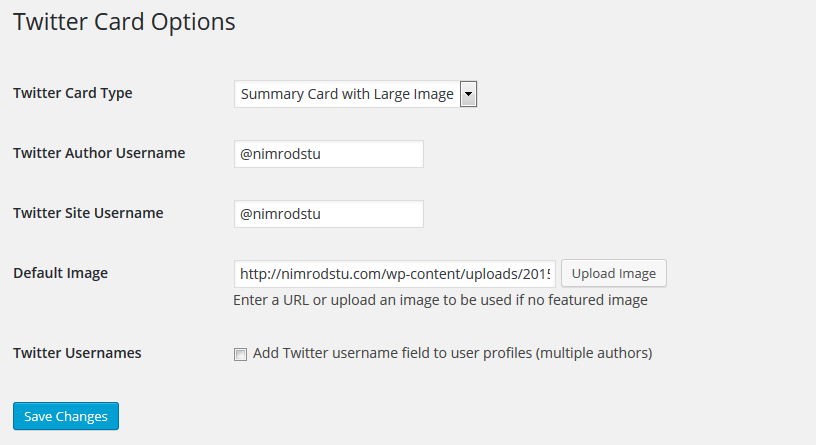 Twitter Card Options
Twitter Card Type Summary Card with Large Image
Twitter Author Username @nimrodstu
Twitter Site Username @nimrodstu
Default Image http://nimrodstu.com/wp-content/uploads/2015 Upload Image
Enter a URL or upload an image to be used if no featured image
Twitter Usernames Add Twitter username field to user profiles (multiple authors)
Save Changes